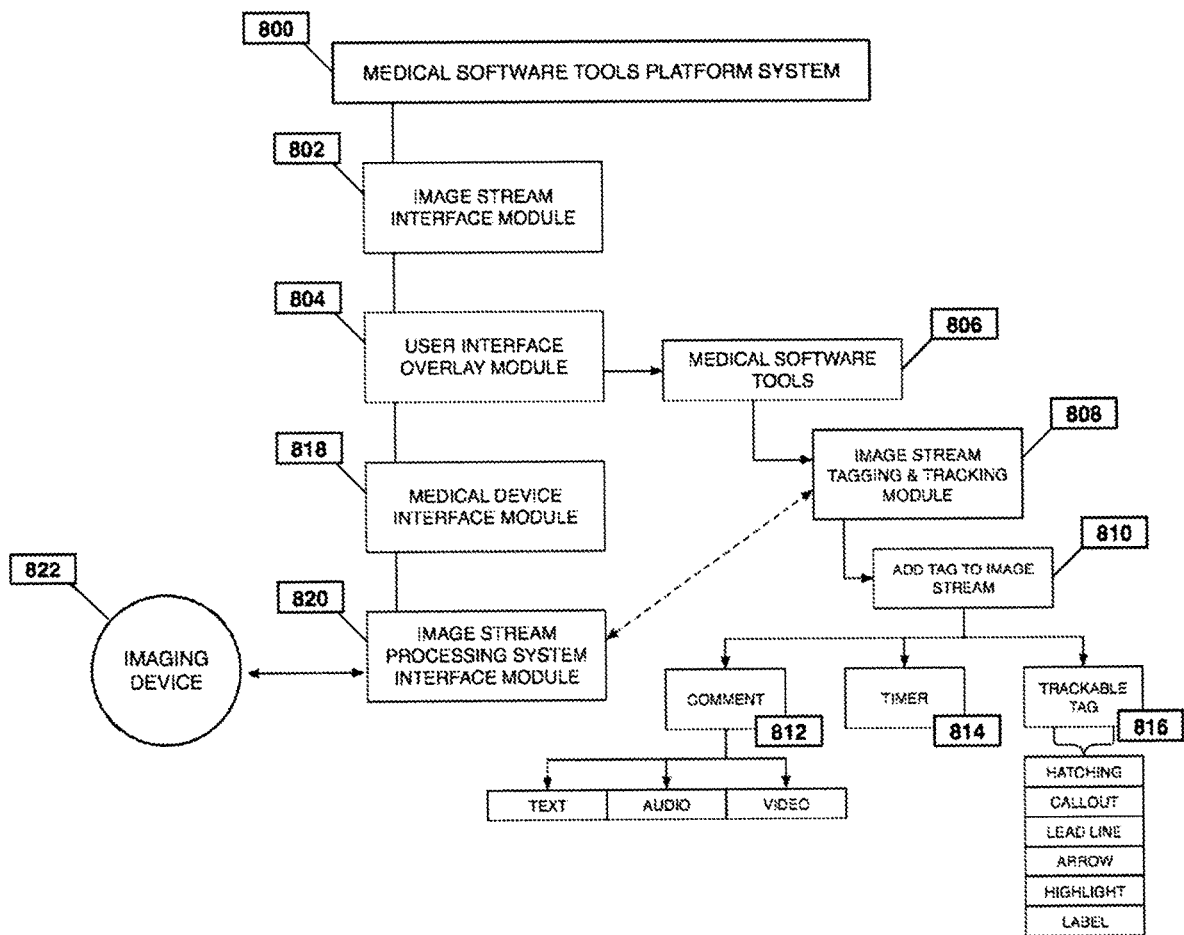 800
MEDICAL SOFTWARE TOOLS PLATFORM SYSTEM
802
IMAGE STREAM
INTERFACE MODULE
804
USER INTERFACE
OVERLAY MODULE
806
MEDICAL SOFTWARE
TOOLS
808
IMAGE STREAM
TAGGING & TRACKING
MODULE
818
MEDICAL DEVICE
INTERFACE MODULE
810
ADD TAG TO IMAGE
STREAM
822
IMAGING
DEVICE
820
IMAGE STREAM
PROCESSING SYSTEM
INTERFACE MODULE
COMMENT
812
TIMER
814
TRACKABLE
TAG
816
TEXT
AUDIO
VIDEO
HATCHING
CALLOUT
LEAD LINE
ARROW
HIGHLIGHT
LABEL